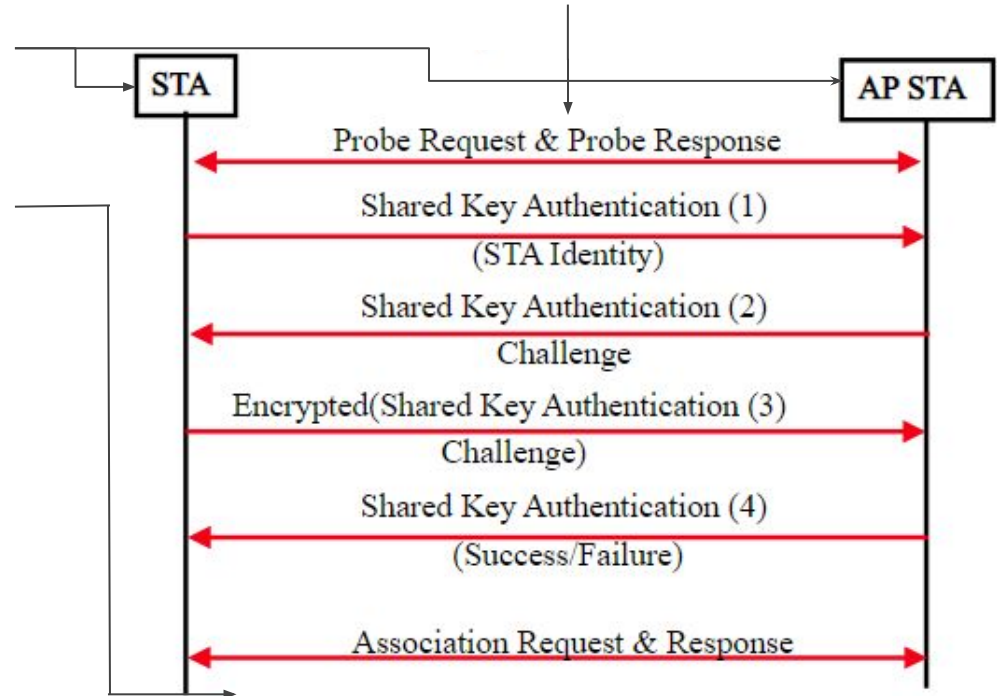 STA
AP STA
Probe Request & Probe Response
Shared Key Authentication (1)
(STA Identity)
Shared Key Authentication (2)
Challenge
Encrypted(Shared Key Authentication (3)
Challenge)
Shared Key Authentication (4)
(Success/Failure)
Association Request & Response